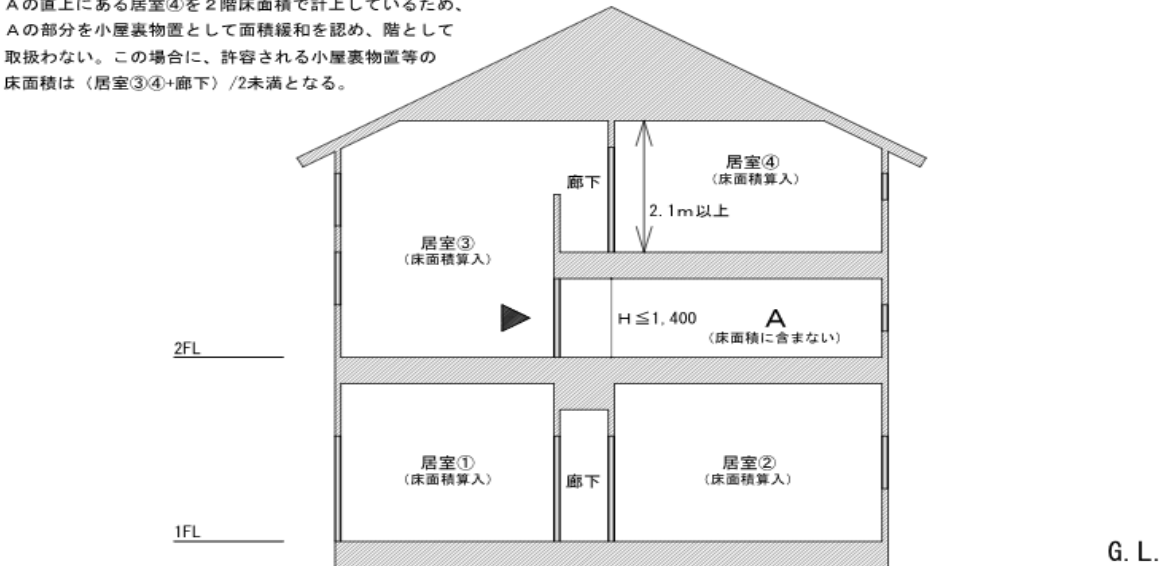 Aの直上にある居室④を2階床面積で計上しているため、
Aの部分を小屋裏物置として面積緩和を認め、階として
取扱わない。この場合に、許容される小屋裏物置等の
床面積は（居室③④+廊下）/2未満となる。
居室④
（床面積算入）
廊下
2.1m以上
居室③
（床面積算入）
H≦1,400
A
（床面積に含まない）
2FL
居室①
（床面積算入）
廊下
居室②
（床面積算入）
1FL
G.L.